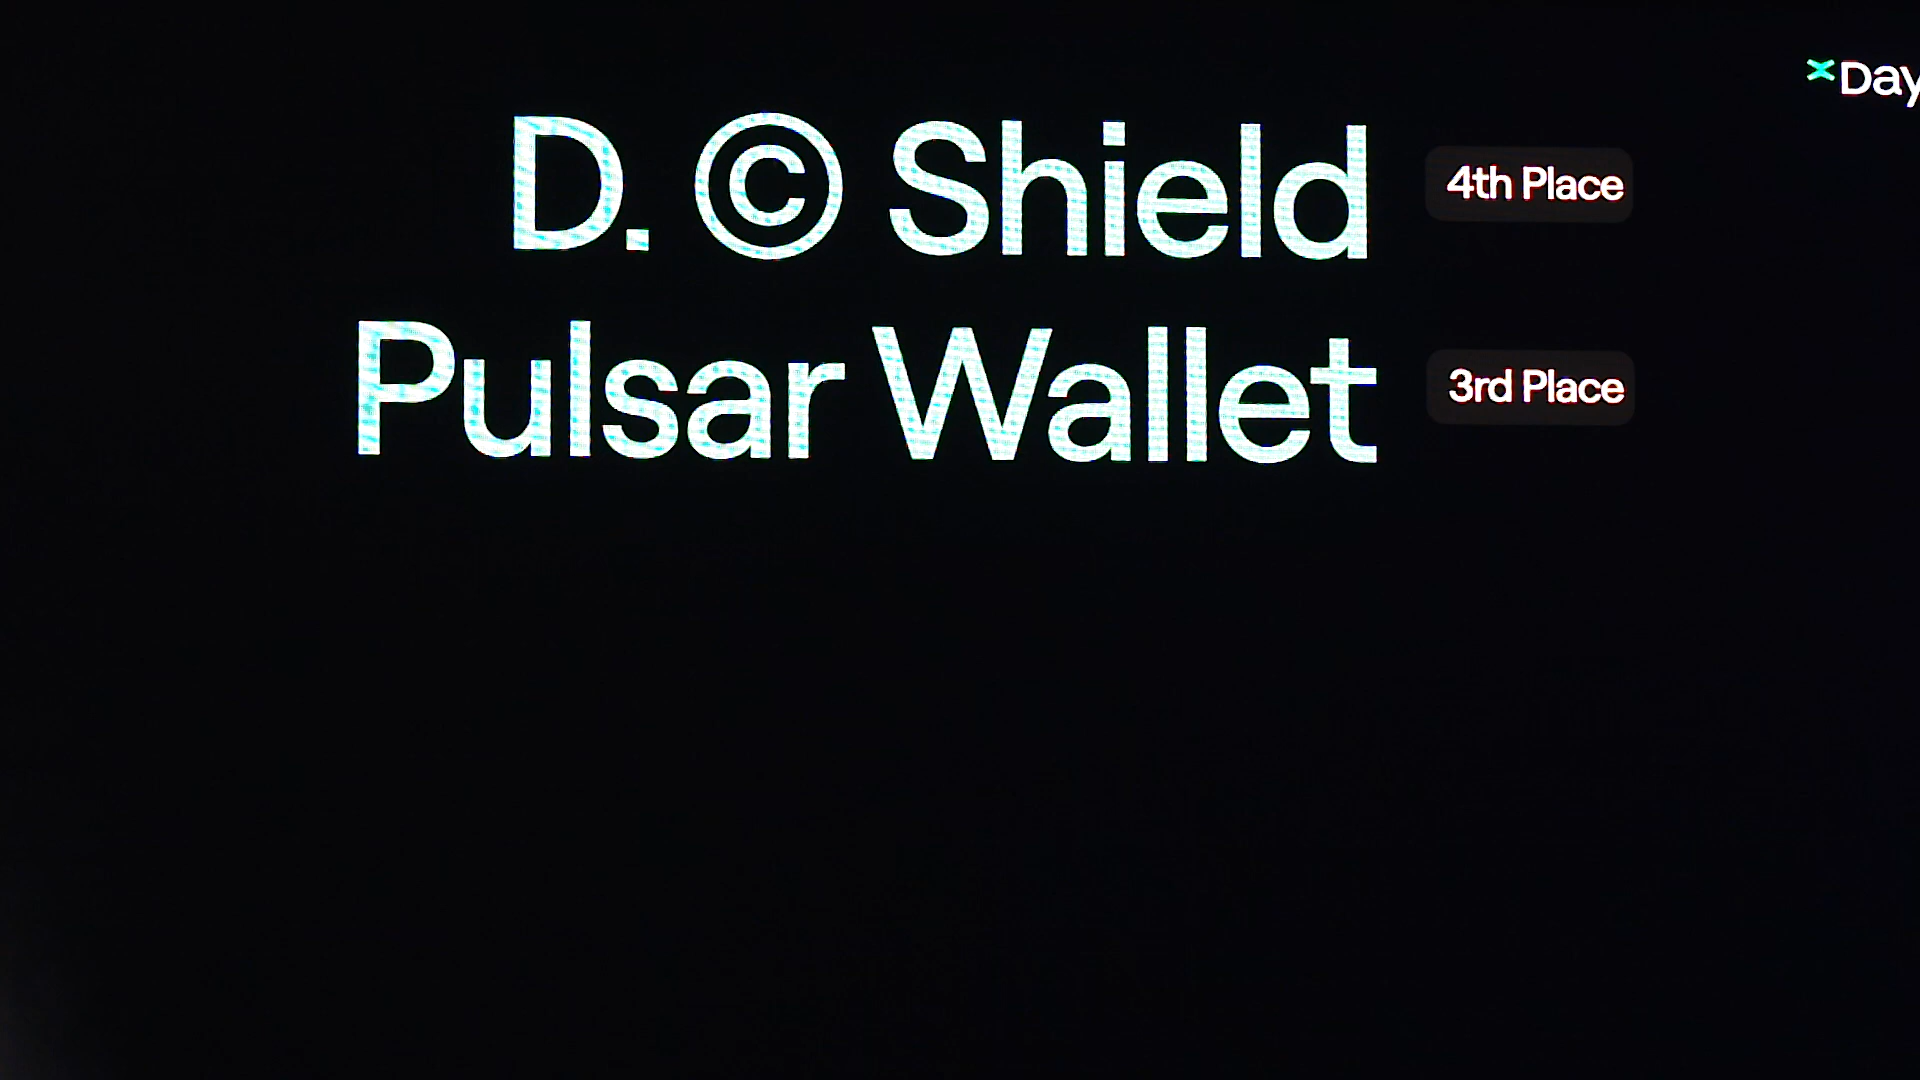 Day
D. © Shield
4th Place
Pulsar Wallet
3rd Place